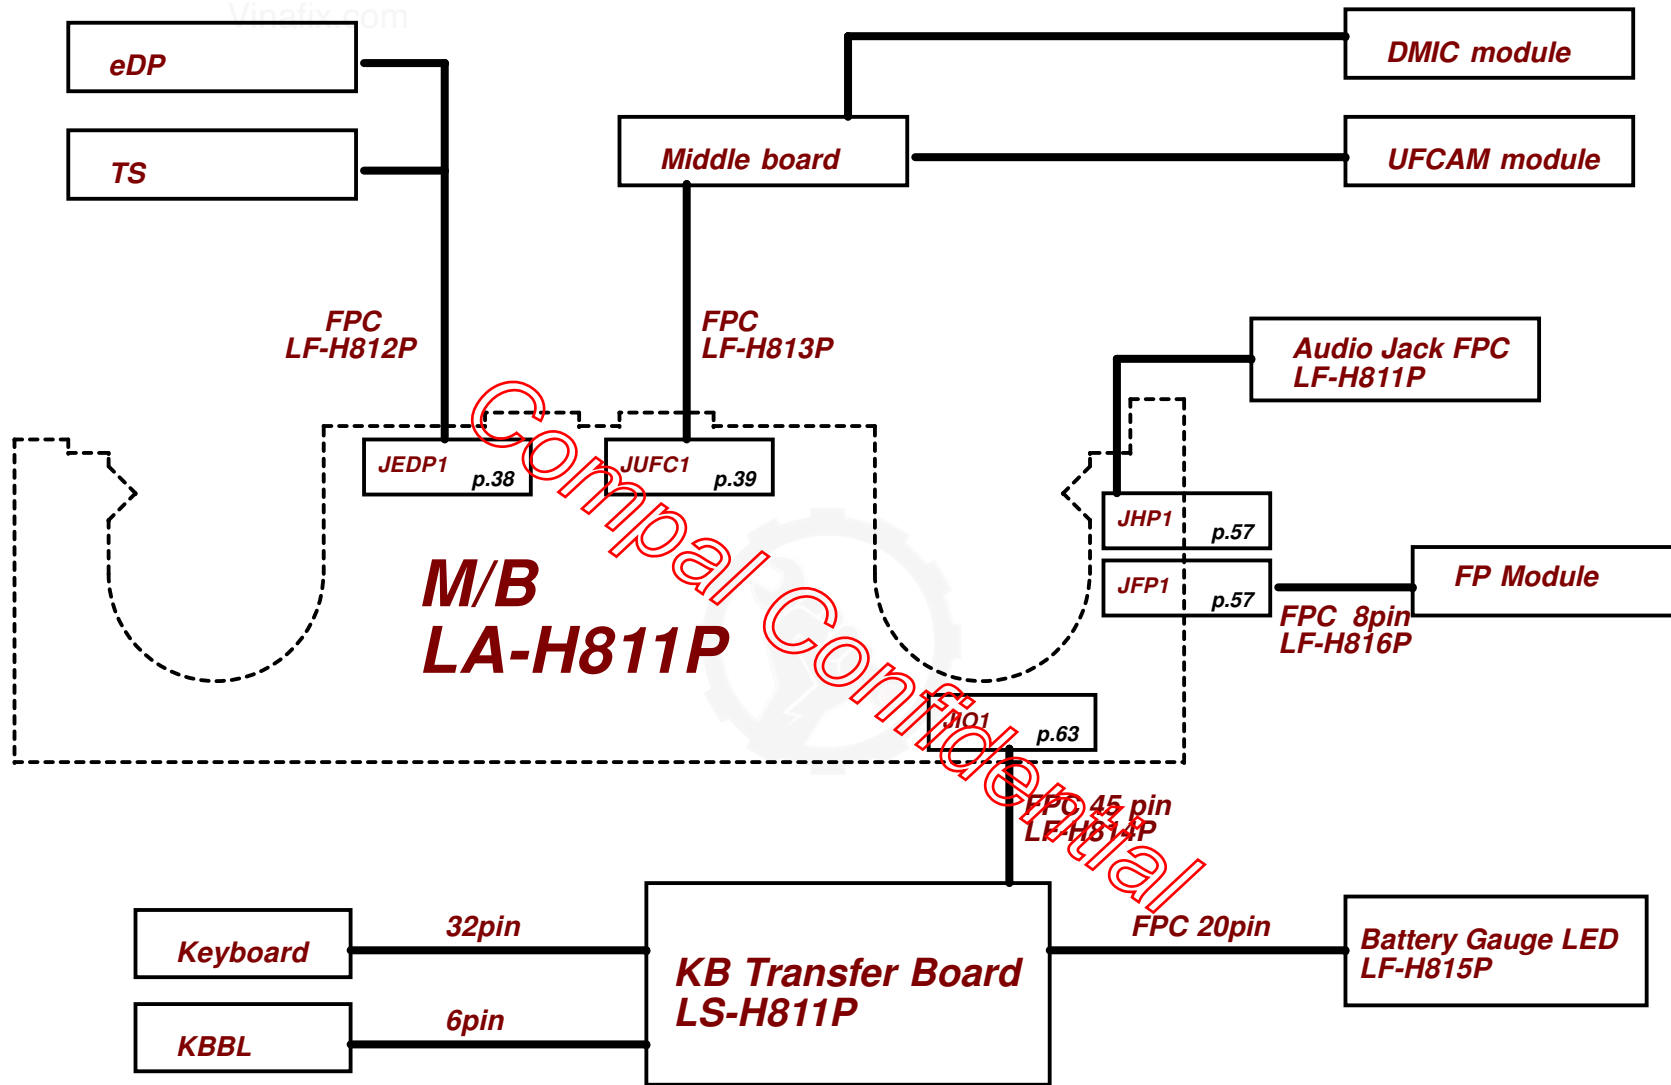 Vinafix.com
eDP
DMIC module
TS
Middle board
UFCAM module
FPC
LF-H812P
FPC
LF-H813P
Audio Jack FPC
LF-H811P
JEDP1
p.38
JUFC1
p.39
JHP1
p.57
JFP1
p.57
FP Module
FPC 8pin
LF-H816P
M/B
LA-H811P
Compal Confidential
JIO1
p.63
FPC 45 pin
LF-H814P
Keyboard
32pin
KB Transfer Board
LS-H811P
FPC 20pin
Battery Gauge LED
LF-H815P
KBBL
6pin